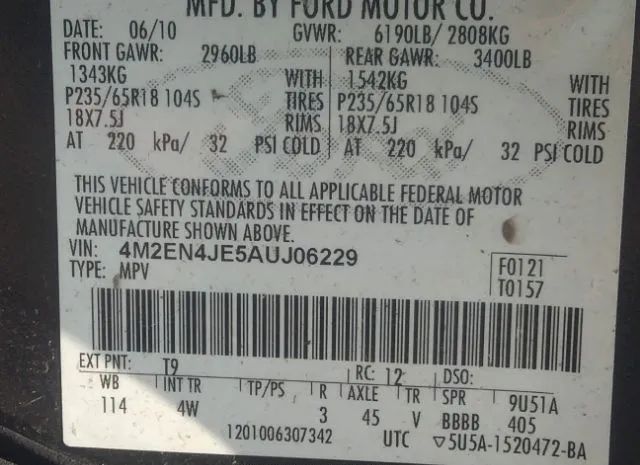 MFD. BY FORD MOTOR CO.
DATE: 06/10 GVWR: 6190LB/ 2808KG
FRONT GAWR: 2960LB REAR GAWR: 3400LB
1343KG WITH 1542KG WITH
P235/65R18 104S TIRES P235/65R18 104S TIRES
18X7.5J RIMS 18X7.5J RIMS
AT 220 kPa/ 32 PSI COLD AT 220 kPa/ 32 PSI COLD
THIS VEHICLE CONFORMS TO ALL APPLICABLE FEDERAL MOTOR
VEHICLE SAFETY STANDARDS IN EFFECT ON THE DATE OF
MANUFACTURE SHOWN ABOVE.
VIN: 4M2EN4JE5AUJ06229
TYPE: MPV
F0121
T0157
EXT PNT: T9 RC: 12 DSO:
WB INT TR TP/PS R AXLE TR SPR 9U51A
114 4W 3 45 V BBBB 405
1201006307342 UTC ▽5U5A-1520472-BA